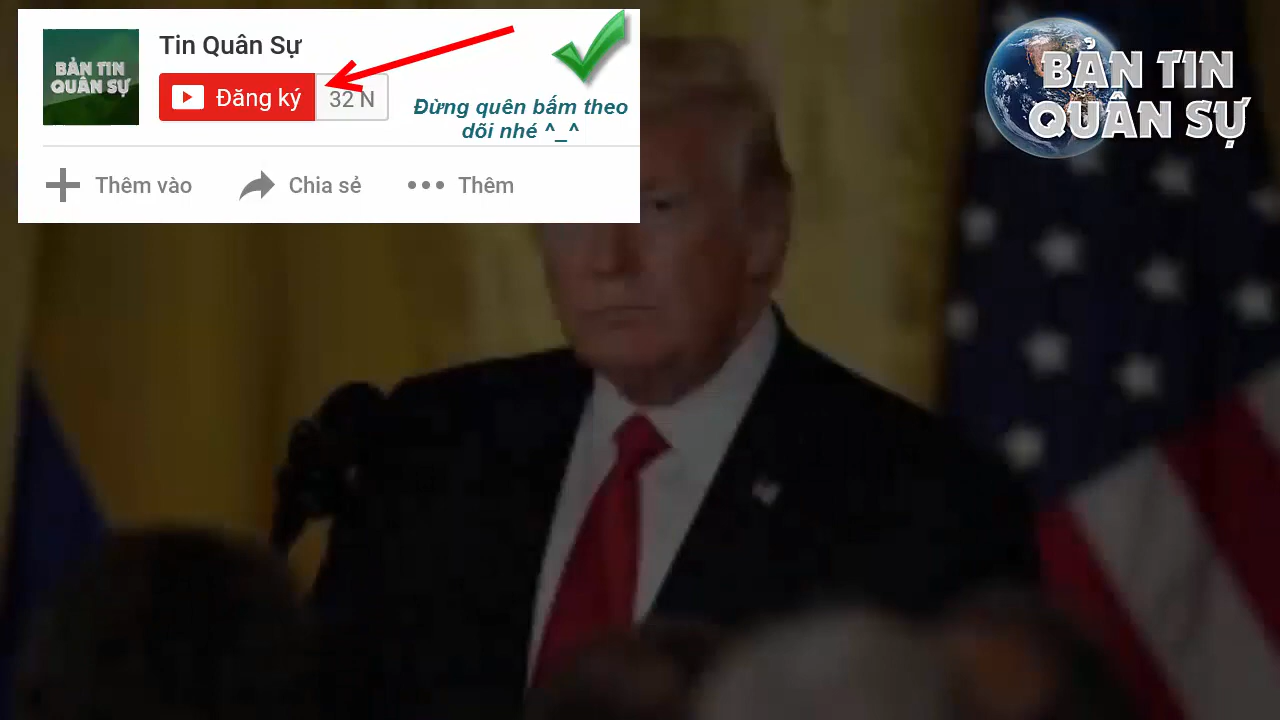 Tin Quân Sự
BẢN TIN
QUÂN SỰ
Đăng ký
32 N
Đừng quên bấm theo
dõi nhé ^_^
Thêm vào
Chia sẻ
Thêm
BẢN TIN
QUÂN SỰ